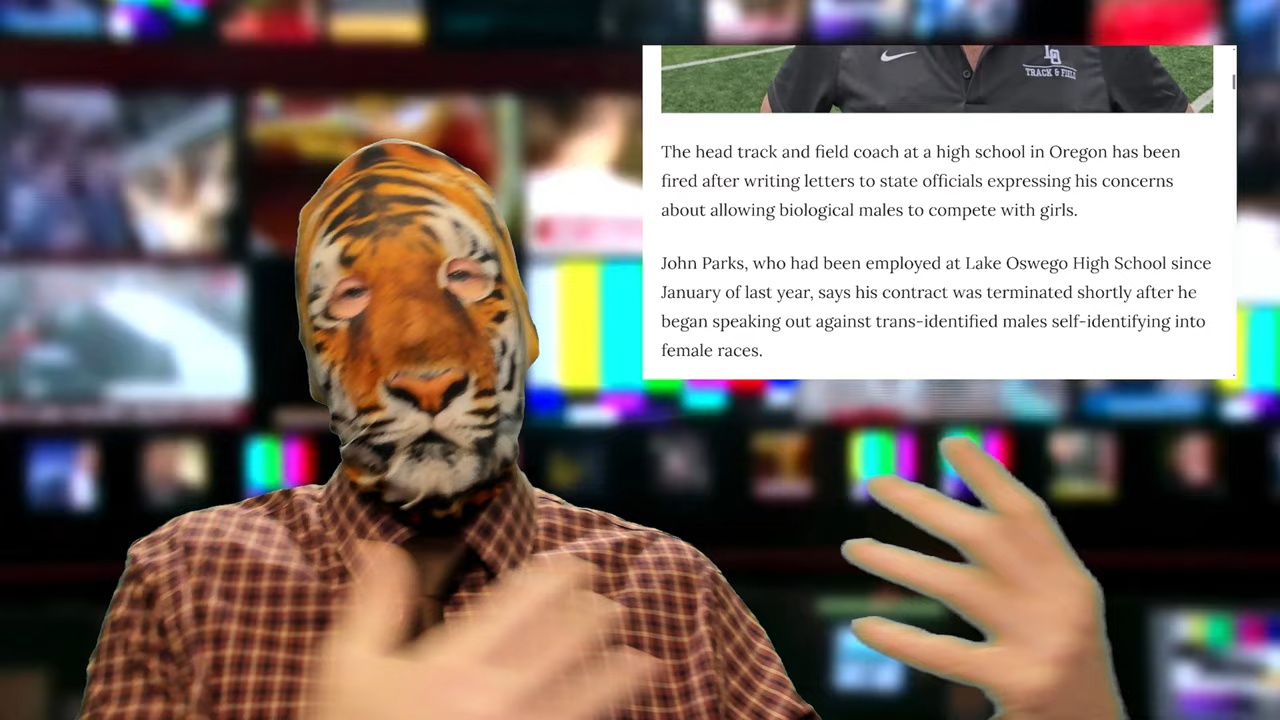 LO
TRACK & FIELD
The head track and field coach at a high school in Oregon has been
fired after writing letters to state officials expressing his concerns
about allowing biological males to compete with girls.
John Parks, who had been employed at Lake Oswego High School since
January of last year, says his contract was terminated shortly after he
began speaking out against trans-identified males self-identifying into
female races.